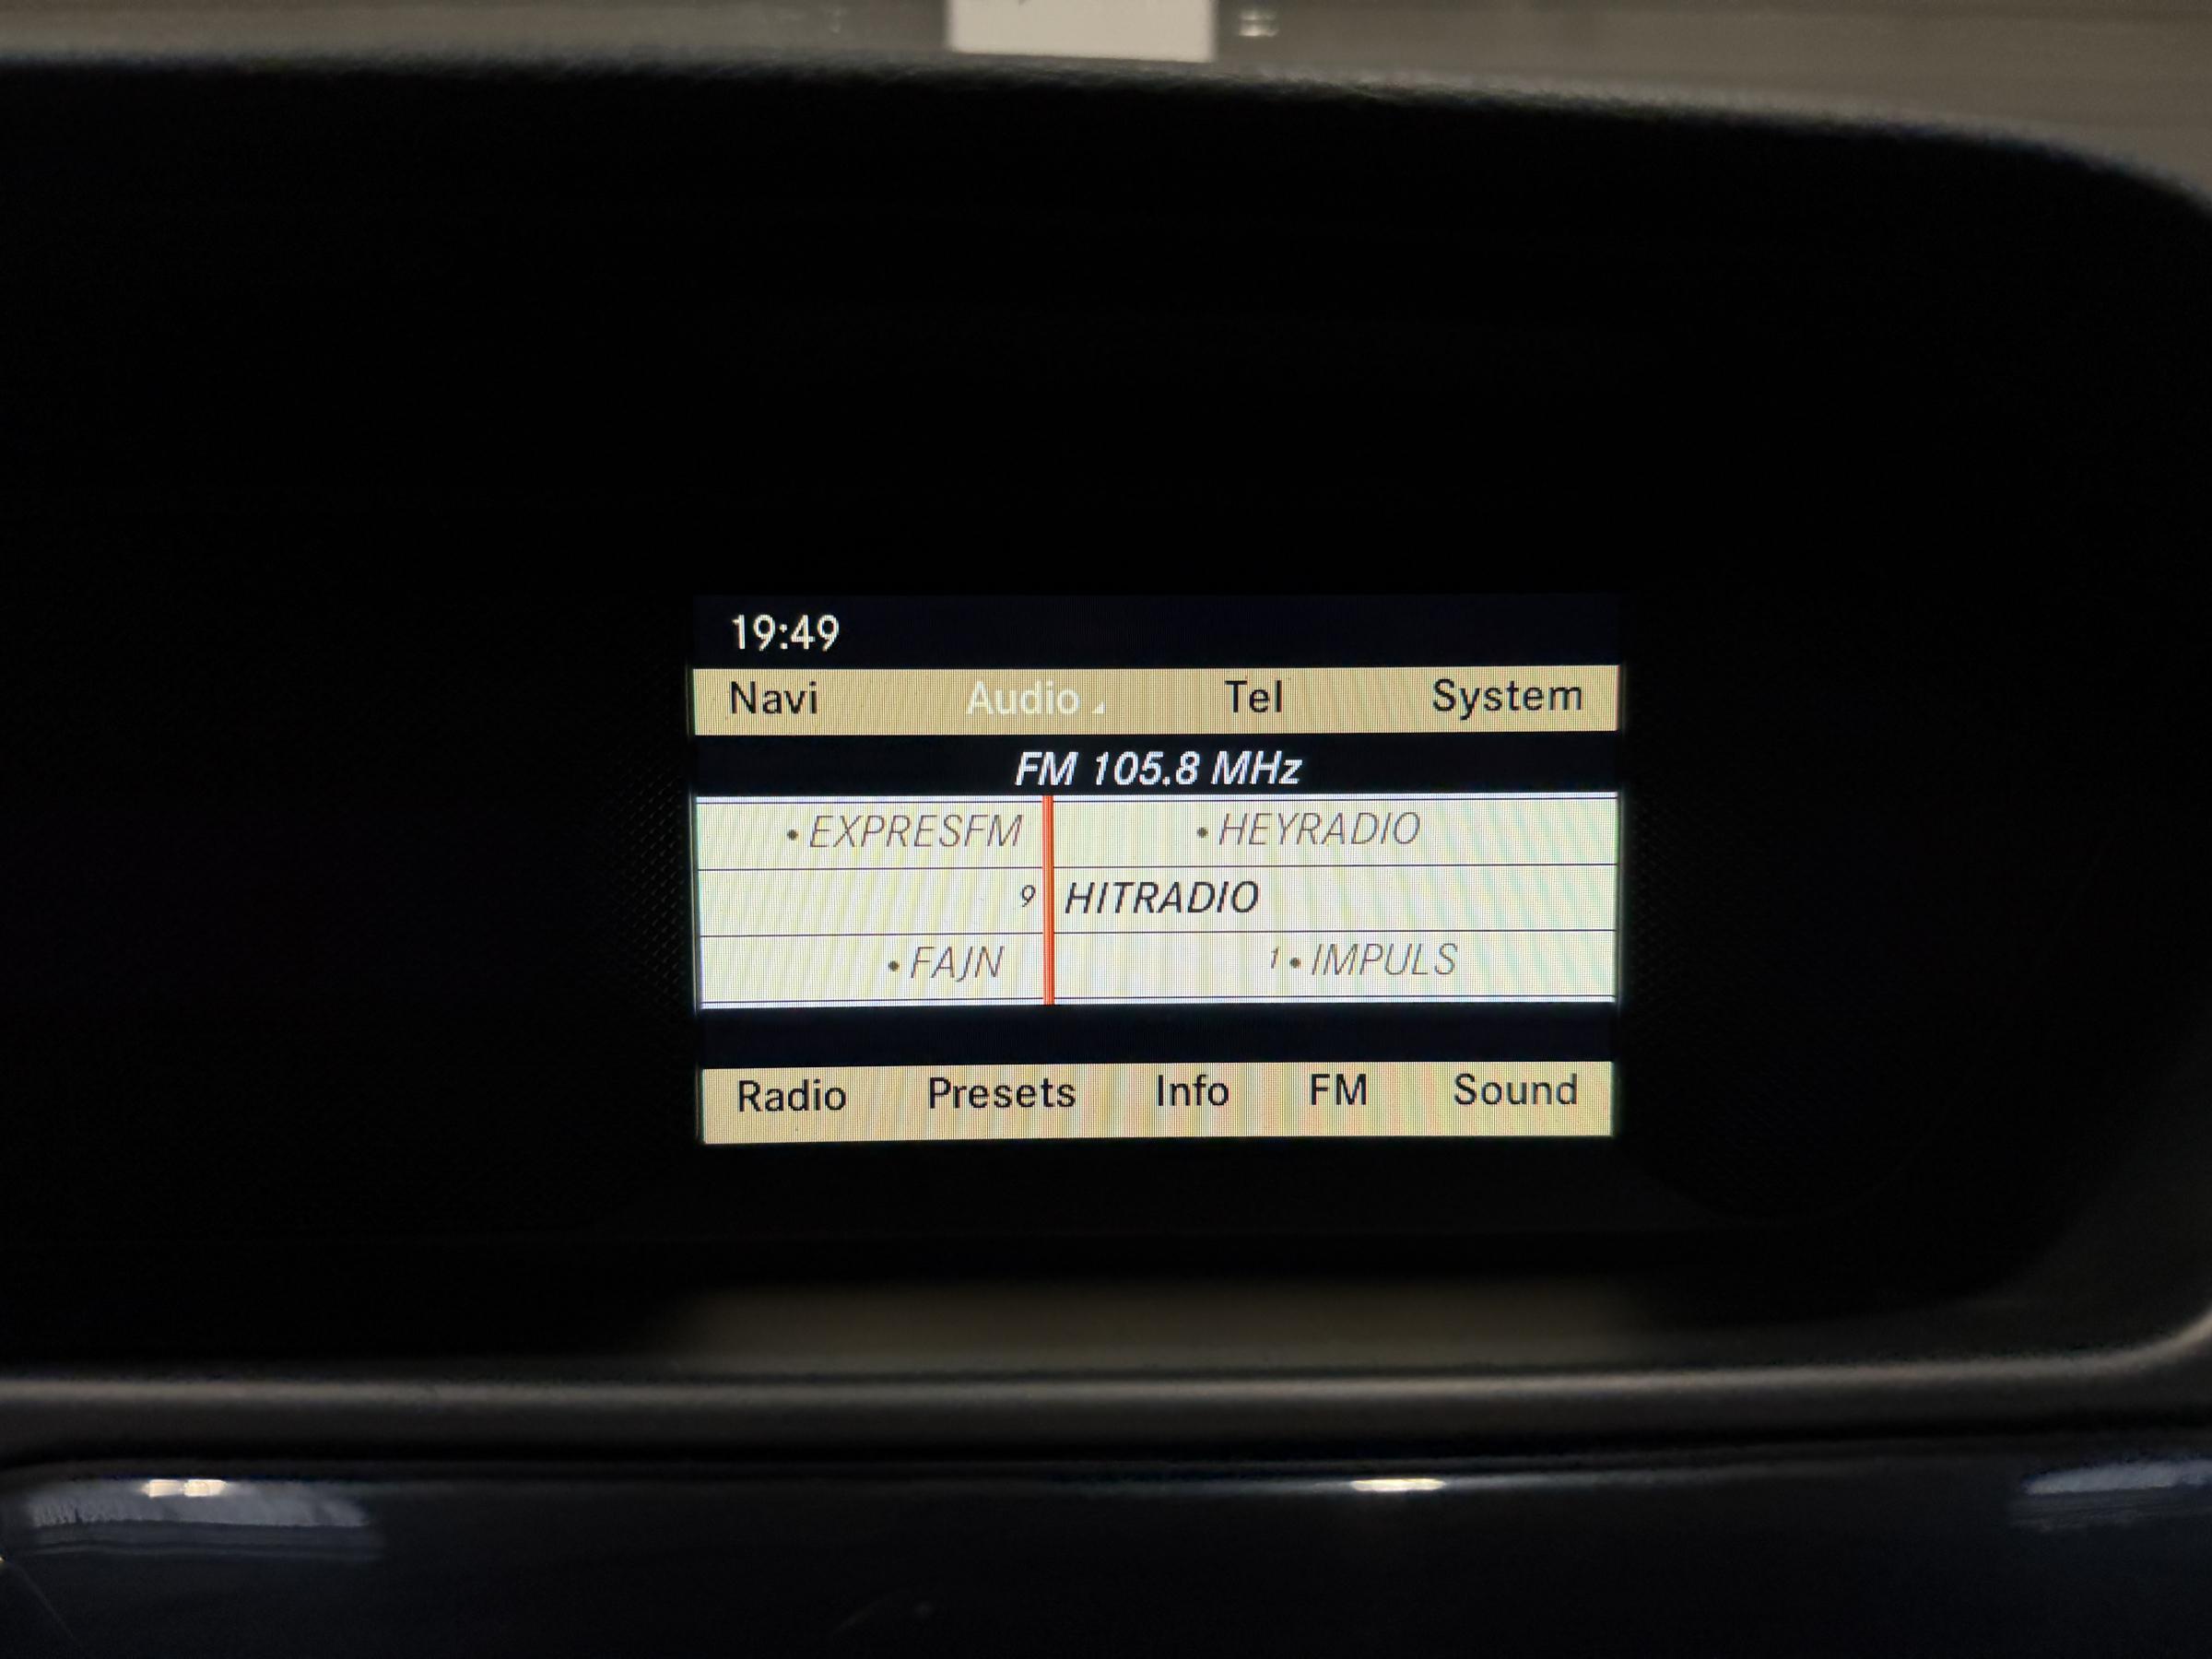 19:49
Navi Audio Tel System
FM 105.8 MHz
• EXPRESFM • HEYRADIO
9 HITRADIO
• FAJN 1 • IMPULS
Radio Presets Info FM Sound